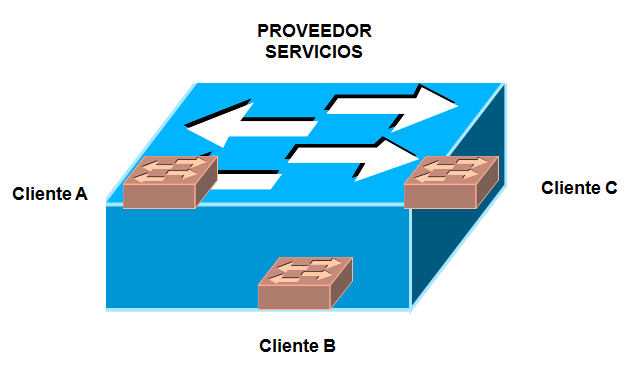 PROVEEDOR
SERVICIOS
Cliente A
Cliente C
Cliente B